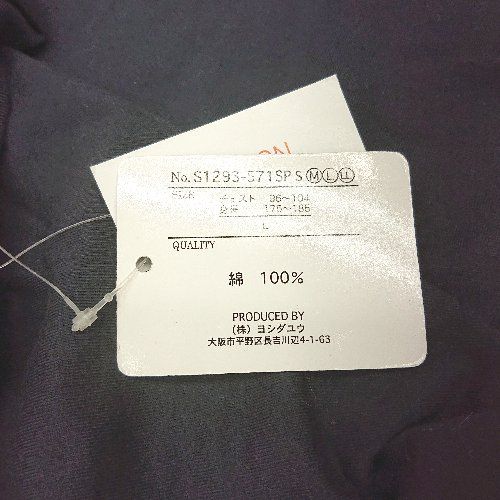 No. S1293-571SP S Ⓜ Ⓛ ⓁⓁ
SIZE
チェスト 96〜104
身長 175〜185
L
QUALITY
綿 100%
PRODUCED BY
(株) ヨシダユウ
大阪市平野区長吉川辺4-1-63